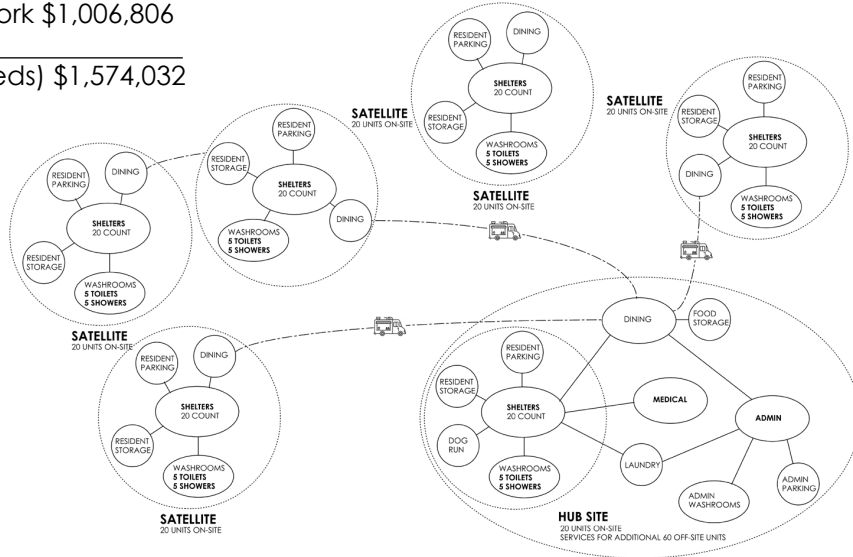 ork $1,006,806
eds) $1,574,032
RESIDENT
PARKING
DINING
SHELTERS
20 COUNT
RESIDENT
STORAGE
WASHROOMS
5 TOILETS
5 SHOWERS
SATELLITE
20 UNITS ON-SITE
SATELLITE
20 UNITS ON-SITE
RESIDENT
PARKING
RESIDENT
STORAGE
SHELTERS
20 COUNT
DINING
WASHROOMS
5 TOILETS
5 SHOWERS
SATELLITE
20 UNITS ON-SITE
RESIDENT
PARKING
RESIDENT
STORAGE
SHELTERS
20 COUNT
DINING
WASHROOMS
5 TOILETS
5 SHOWERS
RESIDENT
PARKING
DINING
SHELTERS
20 COUNT
RESIDENT
STORAGE
WASHROOMS
5 TOILETS
5 SHOWERS
SATELLITE
20 UNITS ON-SITE
RESIDENT
PARKING
DINING
SHELTERS
20 COUNT
RESIDENT
STORAGE
WASHROOMS
5 TOILETS
5 SHOWERS
SATELLITE
20 UNITS ON-SITE
DINING
FOOD
STORAGE
RESIDENT
PARKING
RESIDENT
STORAGE
SHELTERS
20 COUNT
DOG
RUN
WASHROOMS
5 TOILETS
5 SHOWERS
MEDICAL
ADMIN
LAUNDRY
ADMIN
WASHROOMS
ADMIN
PARKING
HUB SITE
20 UNITS ON-SITE
SERVICES FOR ADDITIONAL 60 OFF-SITE UNITS